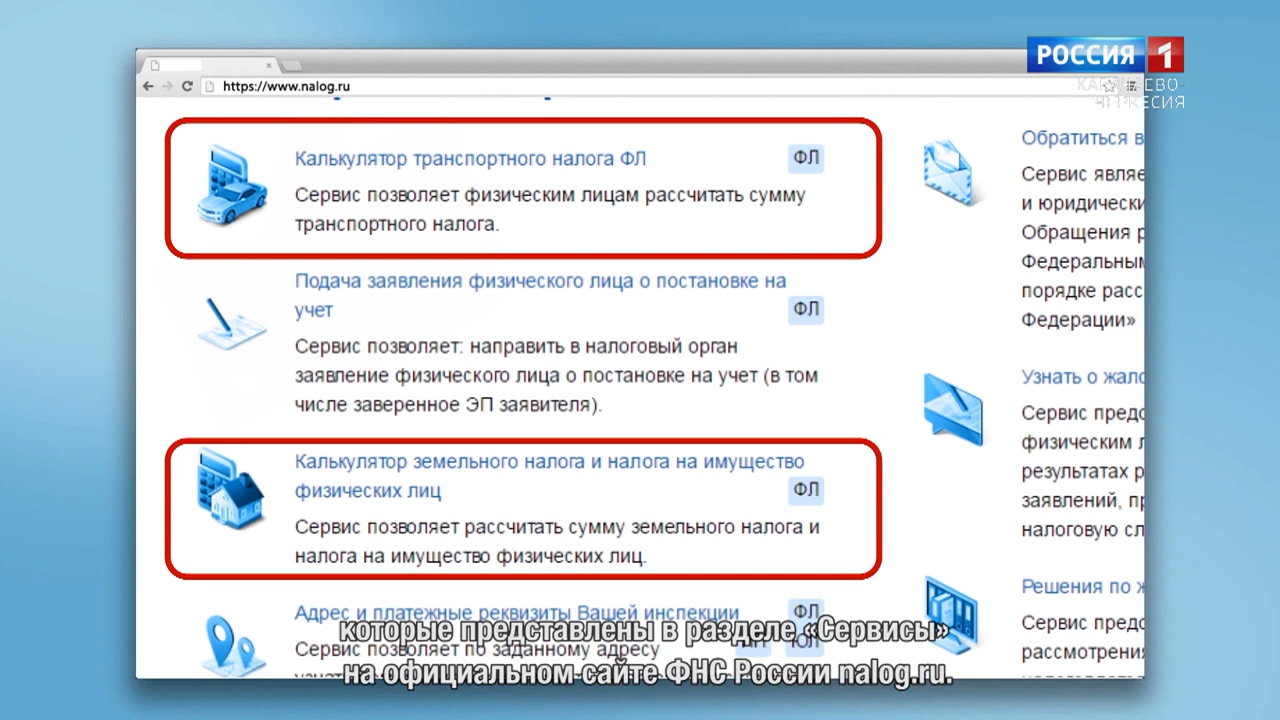 РОССИЯ 1
КАРАЧАЕВО-
ЧЕРКЕСИЯ
https://www.nalog.ru
Калькулятор транспортного налога ФЛ
ФЛ
Сервис позволяет физическим лицам рассчитать сумму
транспортного налога.
Подача заявления физического лица о постановке на
учет
ФЛ
Сервис позволяет: направить в налоговый орган
заявление физического лица о постановке на учет (в том
числе заверенное ЭП заявителя).
Калькулятор земельного налога и налога на имущество
физических лиц
ФЛ
Сервис позволяет рассчитать сумму земельного налога и
налога на имущество физических лиц.
Адрес и платежные реквизиты Вашей инспекции
ФЛ
Сервис позволяет по заданному адресу
ИП ЮЛ
Обратиться в
Сервис являе
и юридически
Обращения р
Федеральным
порядке расс
Федерации»
Узнать о жало
Сервис предо
физическим л
результатах р
заявлений, пр
налоговую сл
Решения по ж
Сервис предо
рассмотрения
которые представлены в разделе «Сервисы»
на официальном сайте ФНС России nalog.ru.